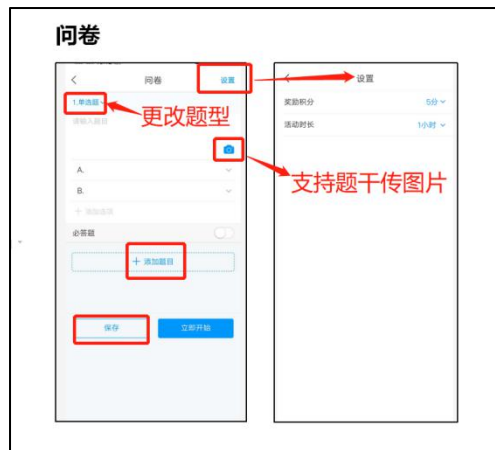 问卷
问卷
设置
1.单选题
更改题型
请输入题目
A.
B.
+ 添加选项
必答题
+ 添加题目
保存
立即开始
设置
奖励积分
5分
活动时长
1小时
支持题干传图片